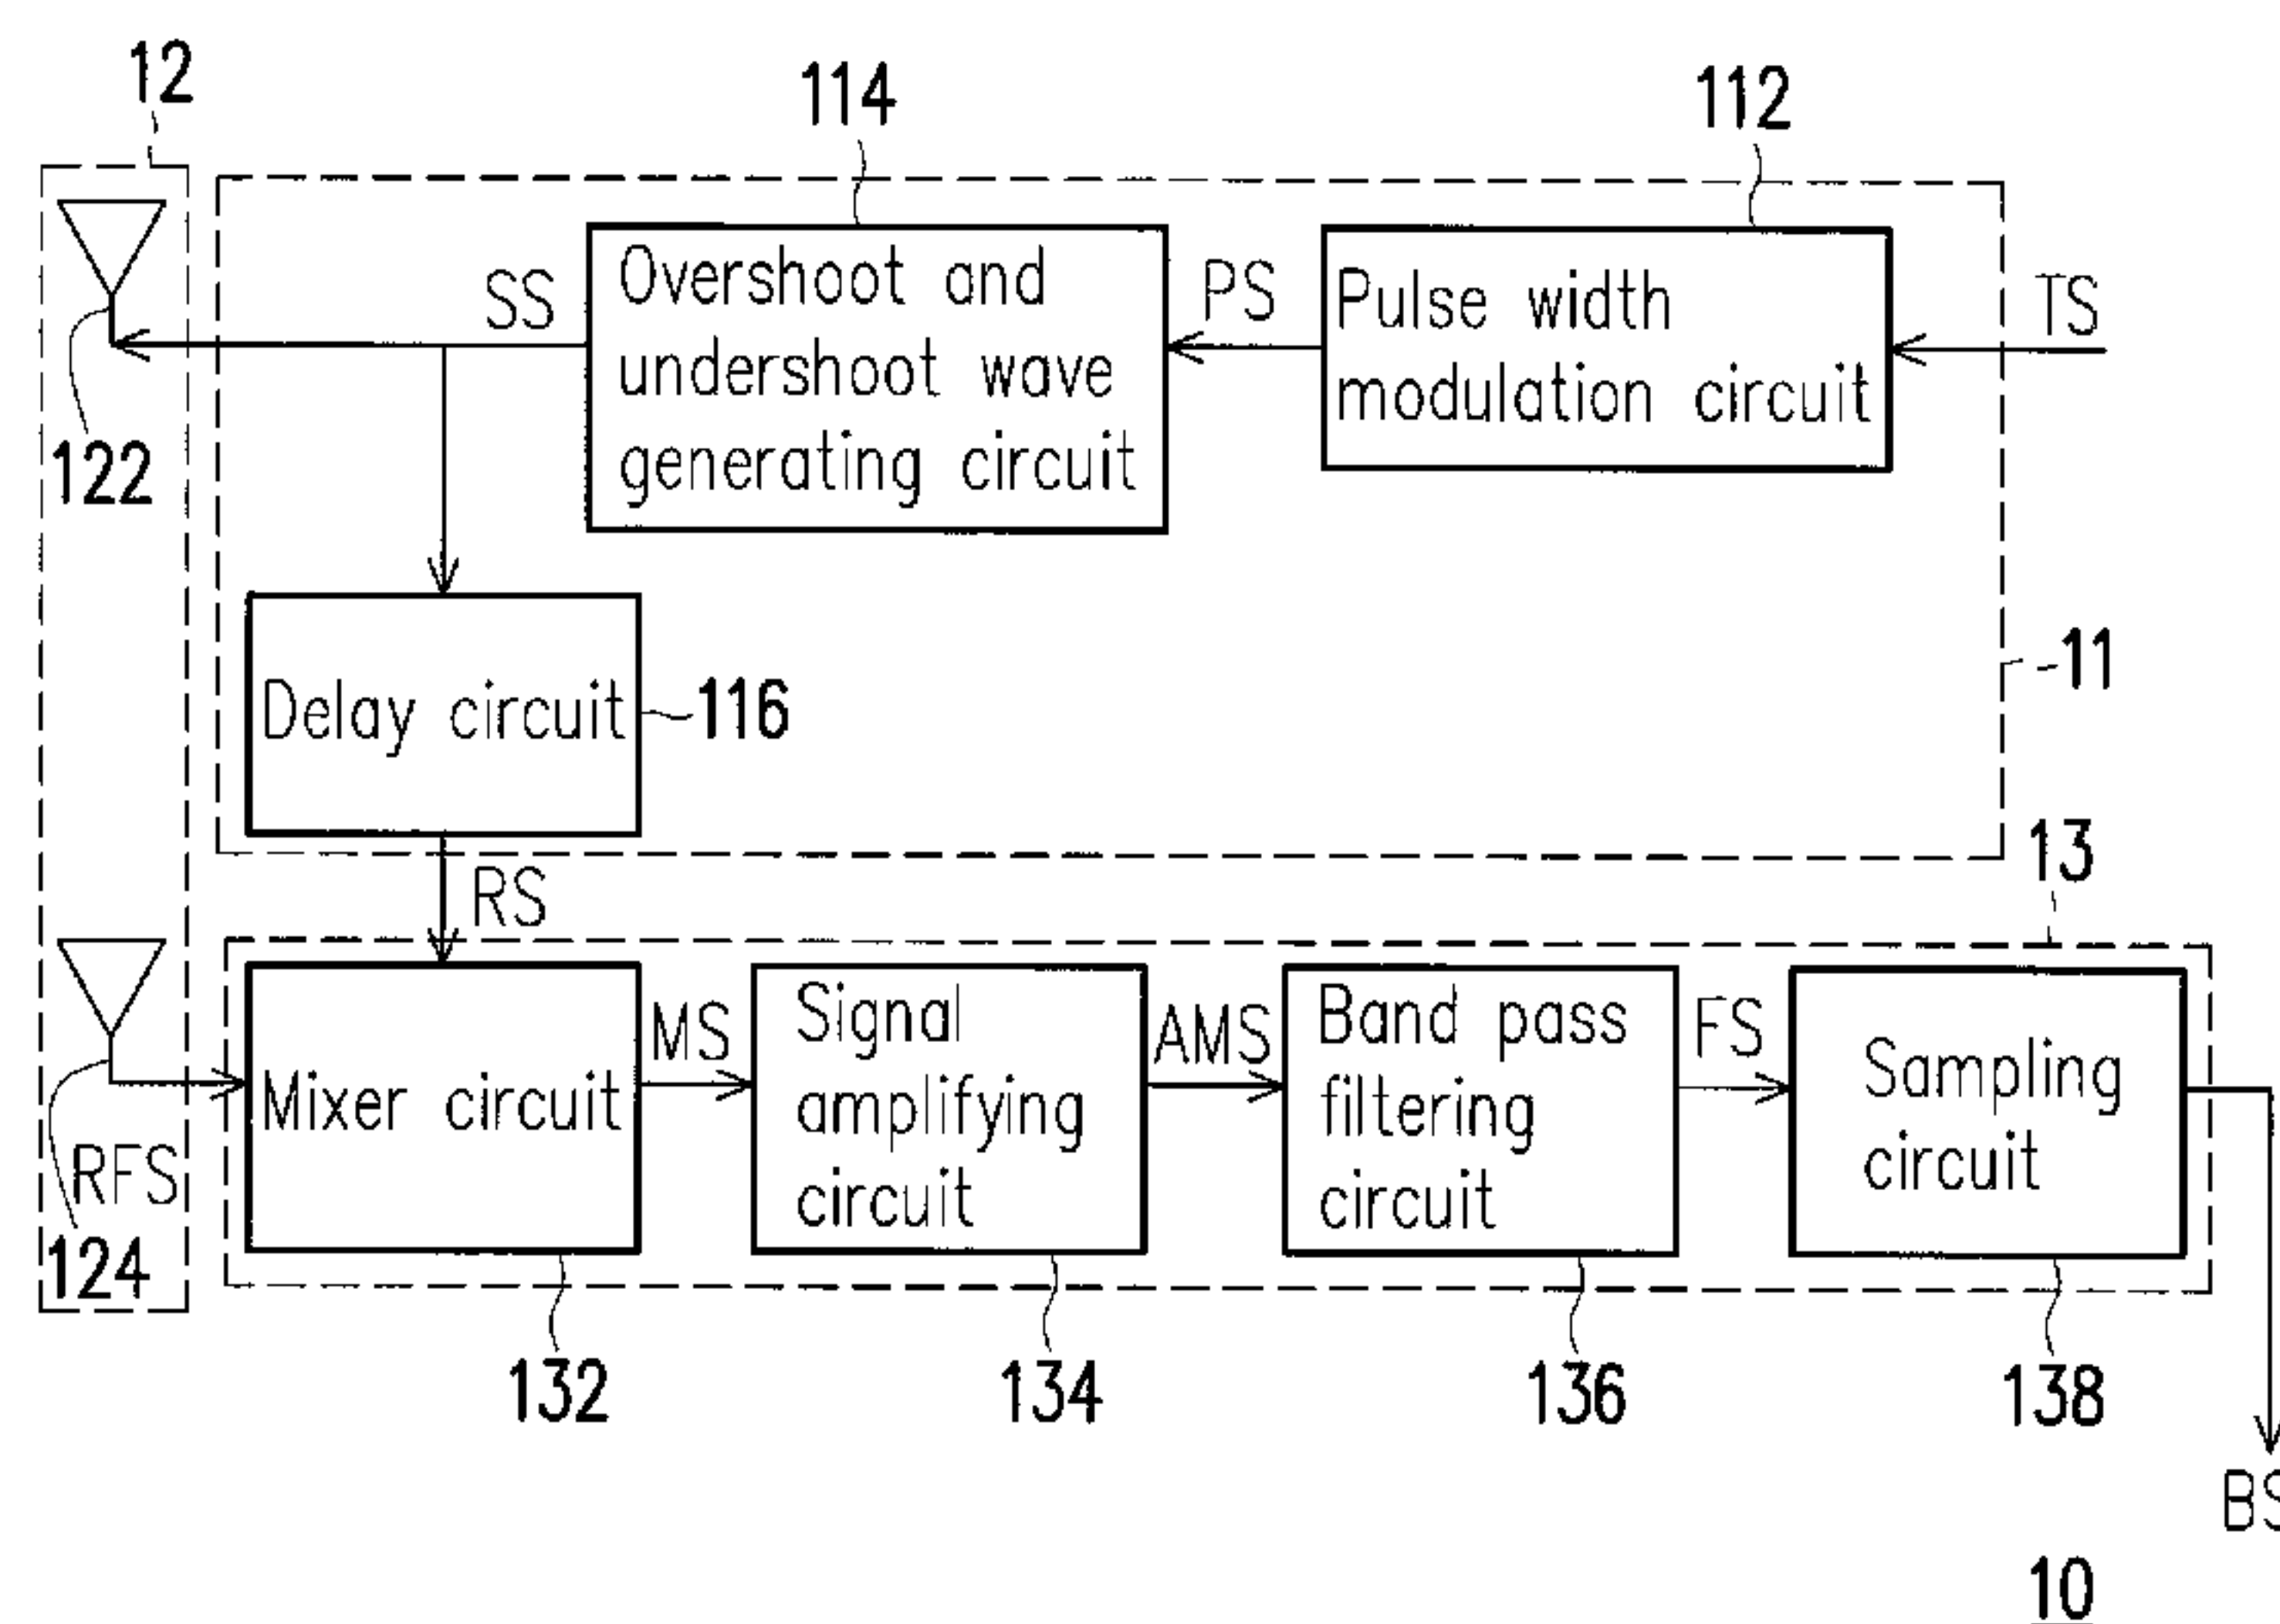 12
114
112
Overshoot and
undershoot wave
generating circuit
Pulse width
modulation circuit
SS
PS
TS
122
Delay circuit
116
11
13
RS
Mixer circuit
MS
Signal
amplifying
circuit
AMS
Band pass
filtering
circuit
FS
Sampling
circuit
RFS
124
132
134
136
138
BS
10